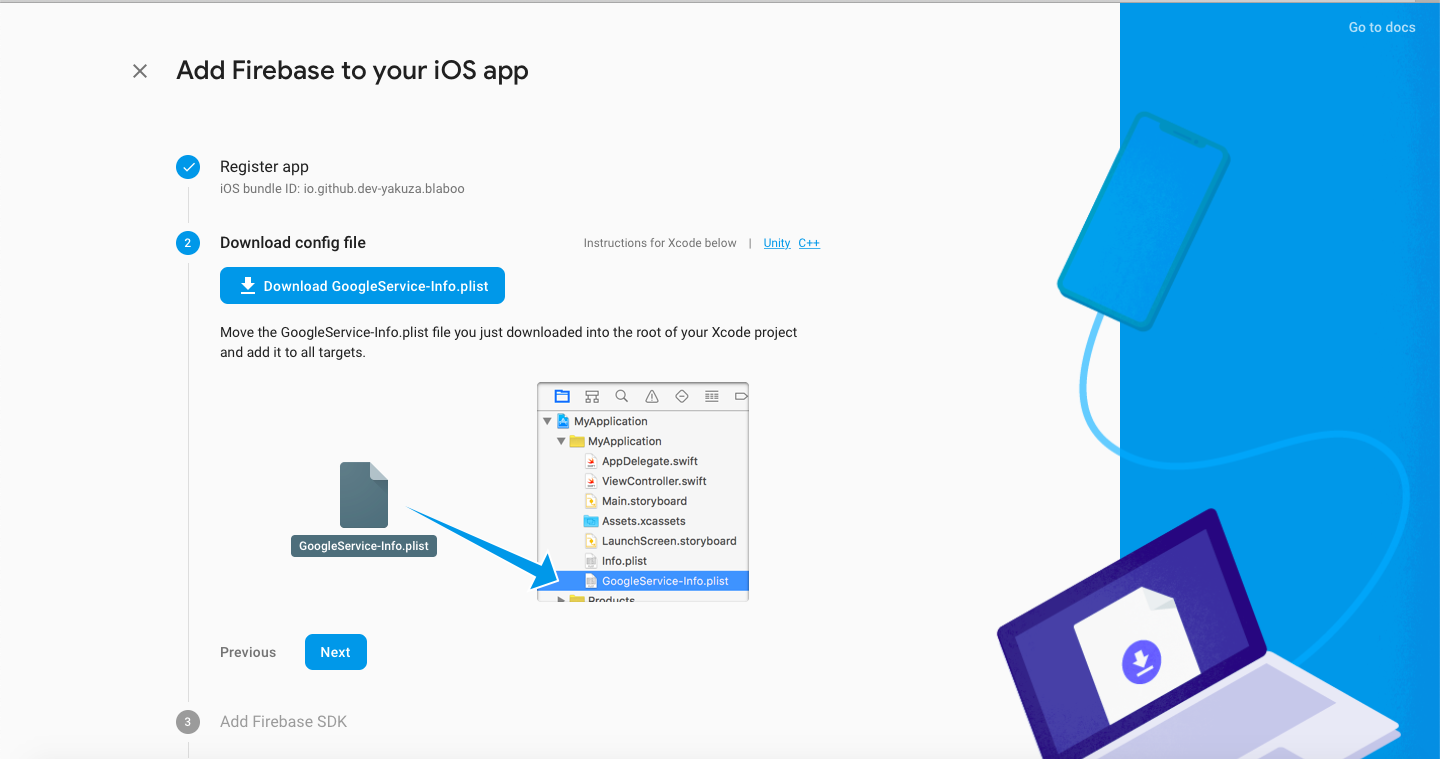 Go to docs
Add Firebase to your iOS app
Register app
iOS bundle ID: io.github.dev-yakuza.blaboo
2 Download config file
Instructions for Xcode below | Unity C++
Download GoogleService-Info.plist
Move the GoogleService-Info.plist file you just downloaded into the root of your Xcode project
and add it to all targets.
GoogleService-Info.plist
MyApplication
MyApplication
AppDelegate.swift
ViewController.swift
Main.storyboard
Assets.xcassets
LaunchScreen.storyboard
Info.plist
GoogleService-Info.plist
Products
Previous Next
3 Add Firebase SDK